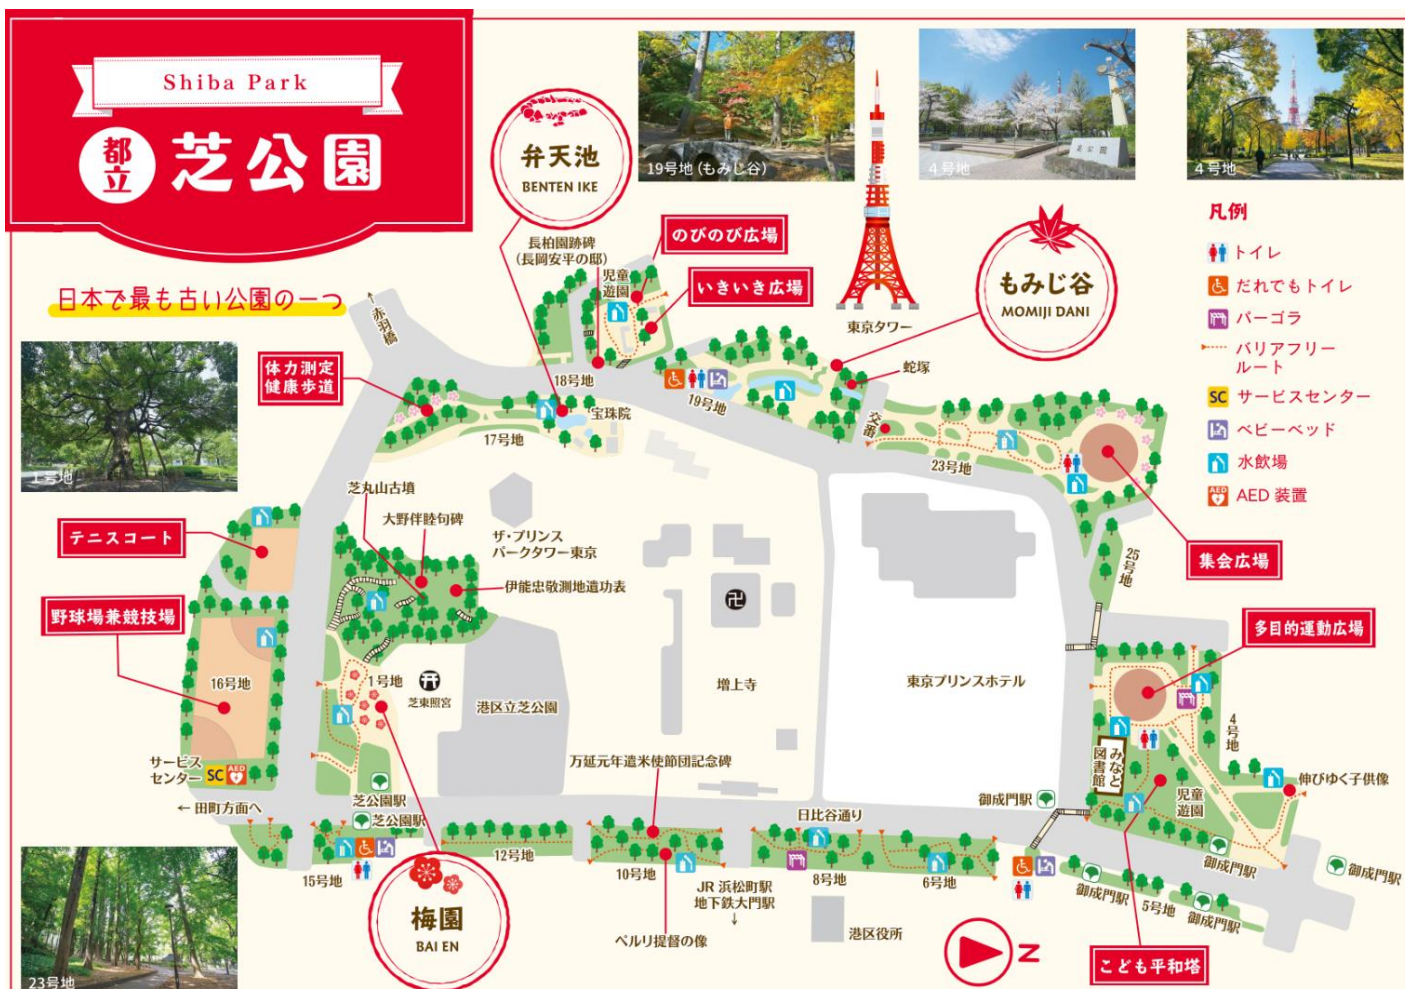 Shiba Park
都立
芝公園
日本で最も古い公園の一つ
弁天池
BENTEN IKE
19号地 (もみじ谷)
4号地
4号地
凡例
トイレ
だれでもトイレ
パーゴラ
バリアフリー
ルート
SC サービスセンター
ベビーベッド
水飲場
AED 装置
もみじ谷
MOMIJI DANI
東京タワー
のびのび広場
いきいき広場
長柏園跡碑
(長岡安平の邸)
児童
遊園
←赤羽橋
体力測定
健康歩道
18号地
宝珠院
17号地
19号地
蛇塚
交番
23号地
集会広場
25号地
1号地
テニスコート
芝丸山古墳
大野伴睦句碑
ザ・プリンス
パークタワー東京
伊能忠敬測地遺功表
野球場兼競技場
16号地
1号地
芝東照宮
港区立芝公園
増上寺
東京プリンスホテル
多目的運動広場
4号地
みなと
図書館
児童
遊園
伸びゆく子供像
サービス
センター
SC
AED
← 田町方面へ
芝公園駅
芝公園駅
万延元年遣米使節団記念碑
日比谷通り
御成門駅
御成門駅
御成門駅
御成門駅
御成門駅
15号地
12号地
10号地
8号地
6号地
5号地
JR 浜松町駅
地下鉄大門駅
↓
ペルリ提督の像
港区役所
梅園
BAI EN
N
こども平和塔
23号地